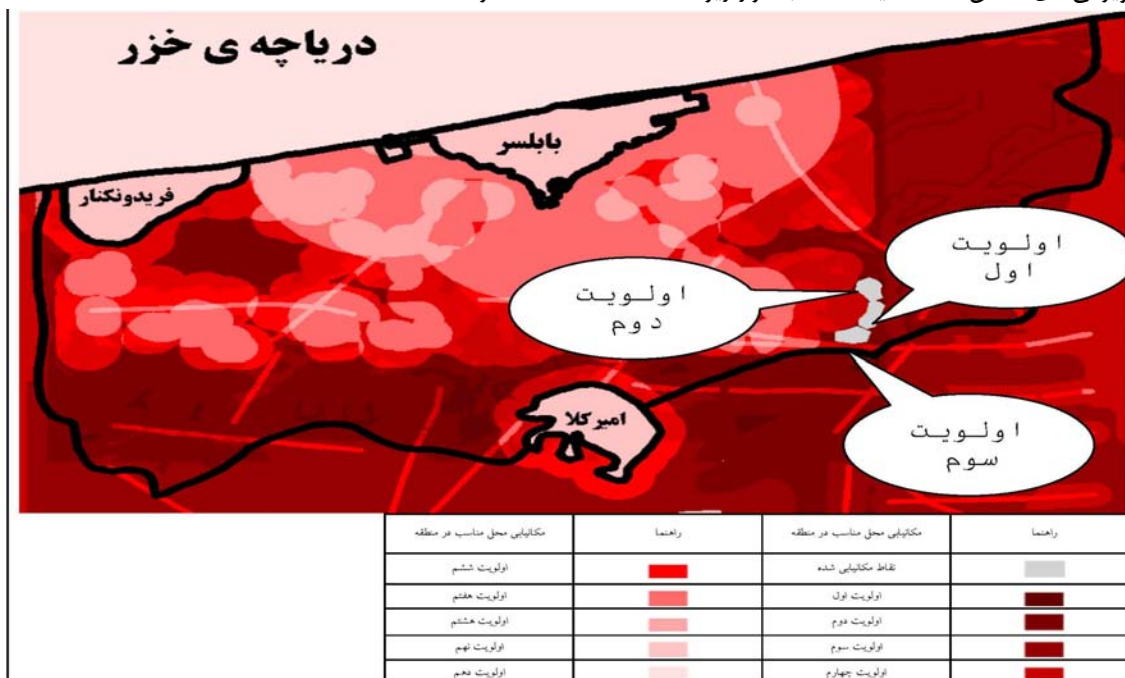 دریاچه ی خزر
بابلسر
فریدونکنار
اولویت
اول
اولویت
دوم
امیرکلا
اولویت
سوم
راهنما
مکانیابی محل مناسب در منطقه
راهنما
مکانیابی محل مناسب در منطقه
نقاط مکانیابی شده
اولویت ششم
اولویت اول
اولویت هفتم
اولویت دوم
اولویت هشتم
اولویت سوم
اولویت نهم
اولویت چهارم
اولویت دهم